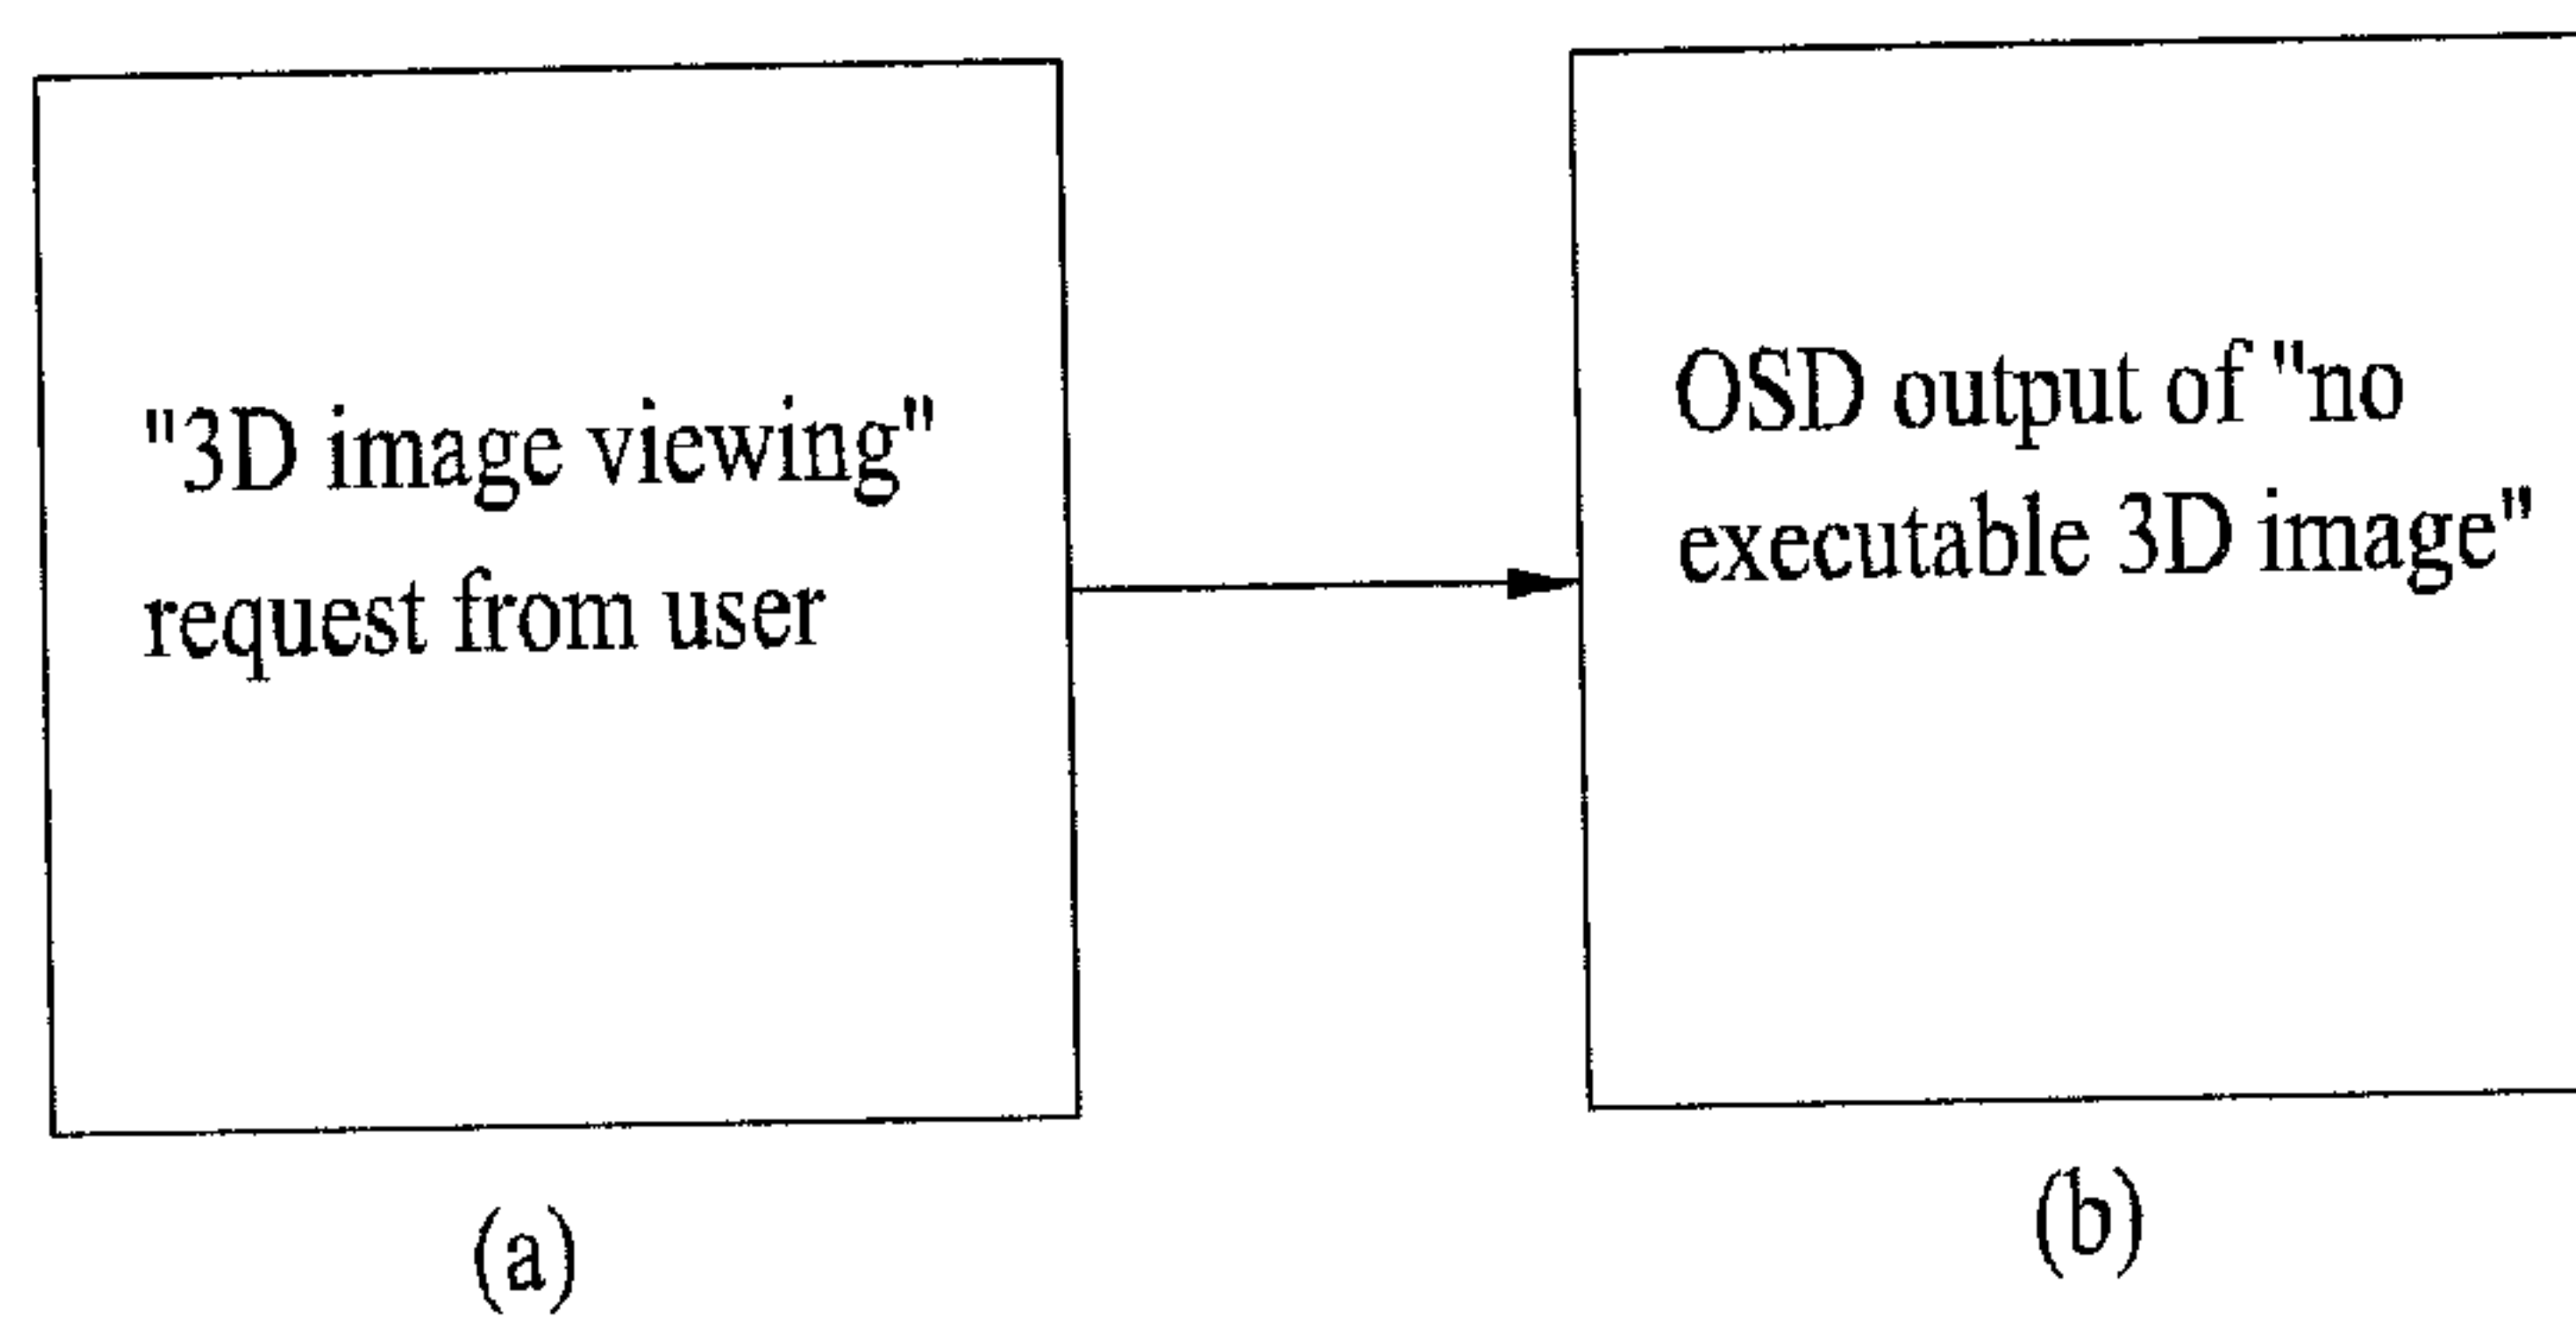 "3D image viewing"
request from user
OSD output of "no
executable 3D image"
(a)
(b)